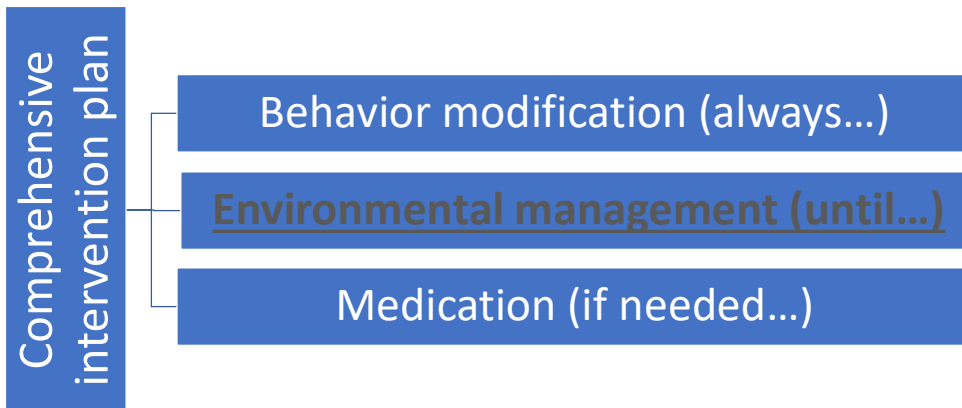 Comprehensive
intervention plan
Behavior modification (always…)
Environmental management (until…)
Medication (if needed…)